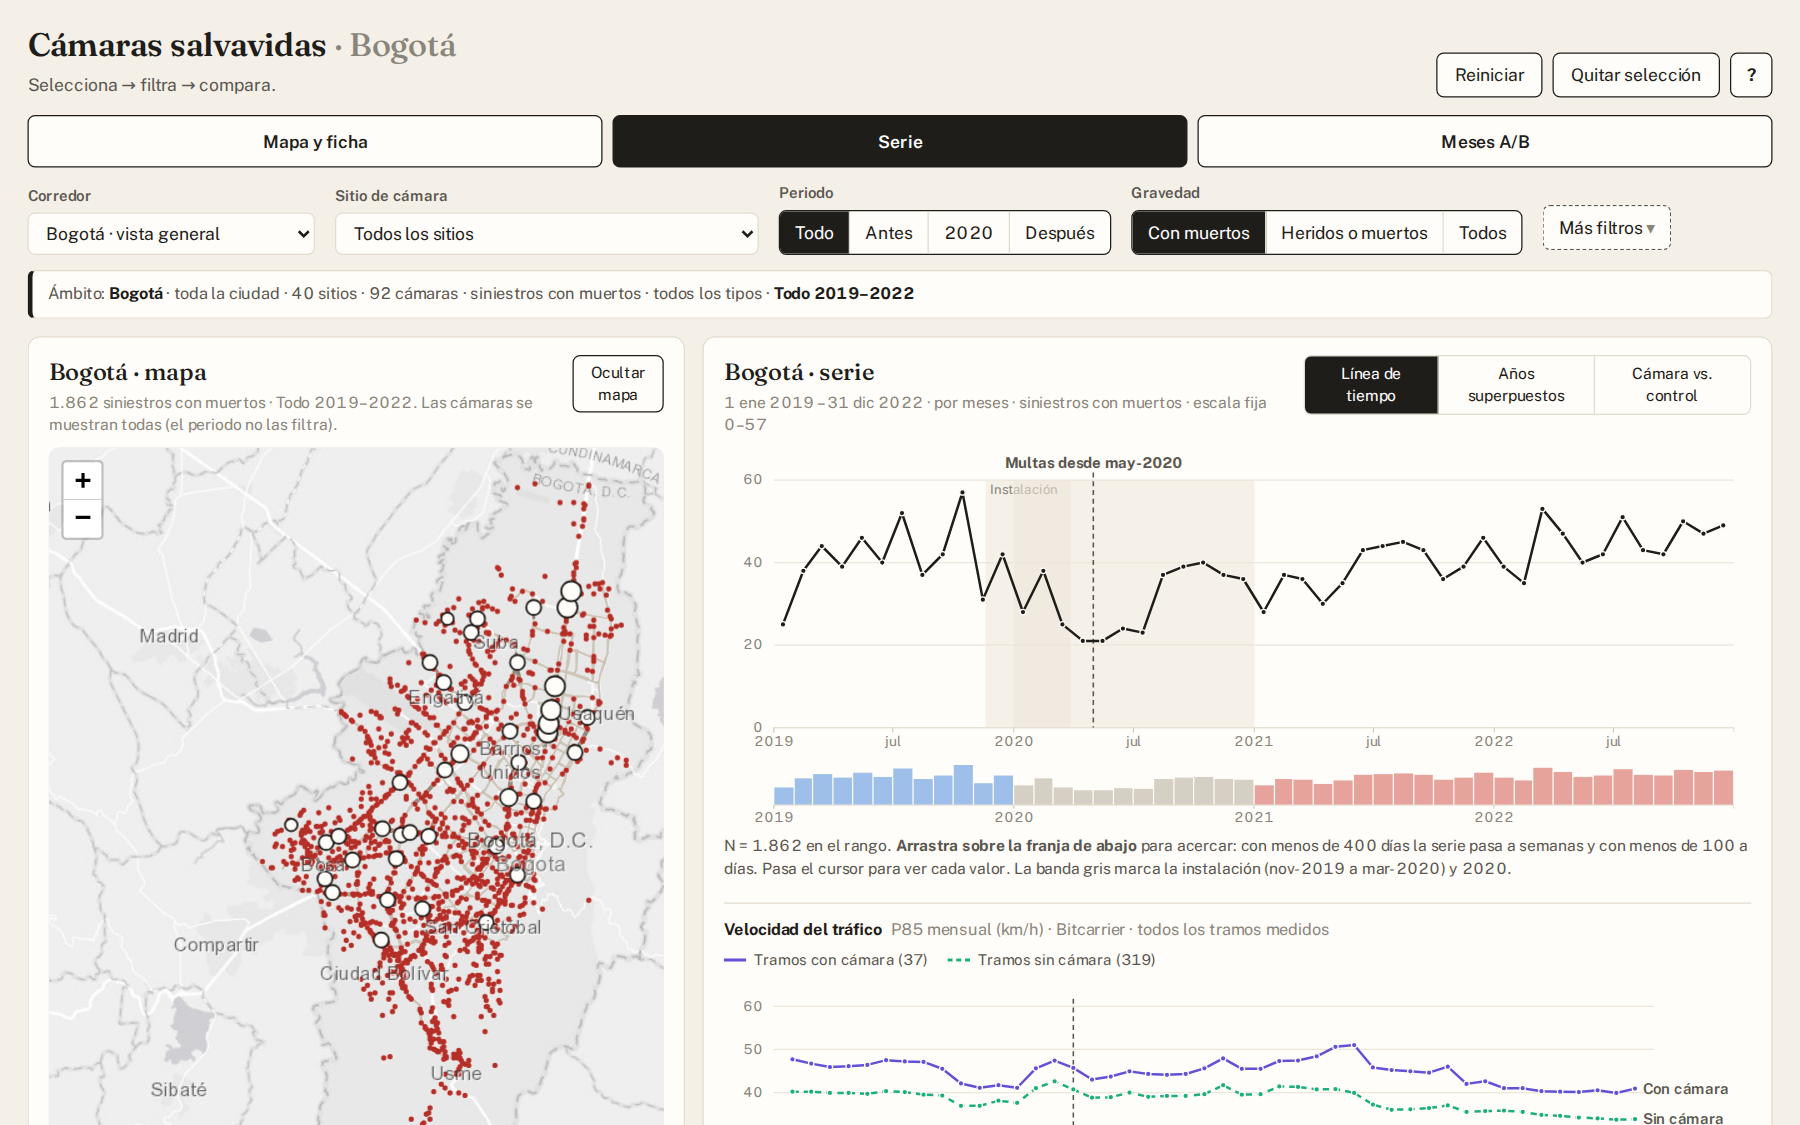 Cámaras salvavidas · Bogotá
Selecciona → filtra → compara.
Reiniciar
Quitar selección
?
Mapa y ficha
Serie
Meses A/B
Corredor
Sitio de cámara
Periodo
Gravedad
Bogotá · vista general
Todos los sitios
Todo
Antes
2020
Después
Con muertos
Heridos o muertos
Todos
Más filtros ▾
Ámbito: Bogotá · toda la ciudad · 40 sitios · 92 cámaras · siniestros con muertos · todos los tipos · Todo 2019–2022
Bogotá · mapa
1.862 siniestros con muertos · Todo 2019–2022. Las cámaras se
muestran todas (el periodo no las filtra).
Ocultar
mapa
+
−
CUNDINAMARCA
BOGOTÁ, D.C.
Madrid
Suba
Engativá
Usaquén
Barrios
Unidos
Bogotá, D.C.
Bogota
Bosa
San Cristóbal
Compartir
Ciudad Bolívar
Usme
Sibaté
Bogotá · serie
1 ene 2019 – 31 dic 2022 · por meses · siniestros con muertos · escala fija
0–57
Línea de
tiempo
Años
superpuestos
Cámara vs.
control
Multas desde may-2020
Instalación
60
40
20
0
2019
jul
2020
jul
2021
jul
2022
jul
2019
2020
2021
2022
N = 1.862 en el rango. Arrastra sobre la franja de abajo para acercar: con menos de 400 días la serie pasa a semanas y con menos de 100 a
días. Pasa el cursor para ver cada valor. La banda gris marca la instalación (nov-2019 a mar-2020) y 2020.
Velocidad del tráfico P85 mensual (km/h) · Bitcarrier · todos los tramos medidos
Tramos con cámara (37)
Tramos sin cámara (319)
60
50
40
Con cámara
Sin cámara